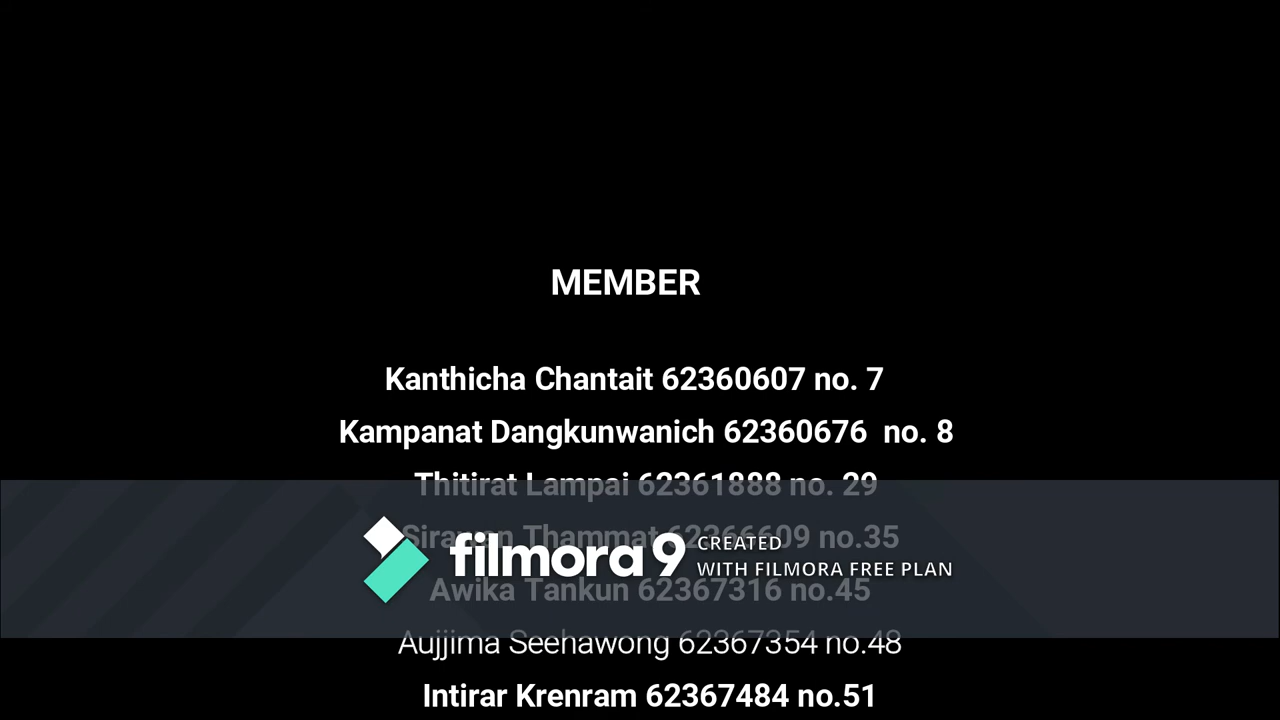 MEMBER
Kanthicha Chantait 62360607 no. 7
Kampanat Dangkunwanich 62360676 no. 8
Thitirat Lampai 62361888 no. 29
Thammat 62366609 no.35
filmora 9 CREATED
WITH FILMORA FREE PLAN
Awika Tankun 62367316 no.45
Aujjima Seehawong 62367354 no.48
Intirar Krenram 62367484 no.51